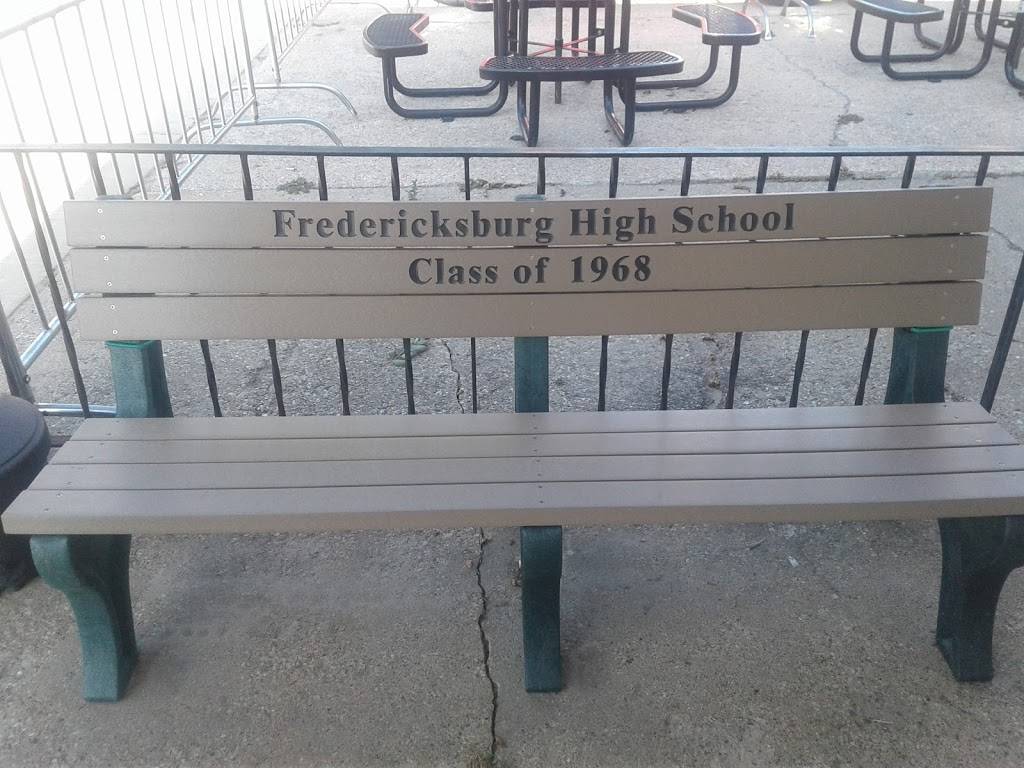 Fredericksburg High School
Class of 1968